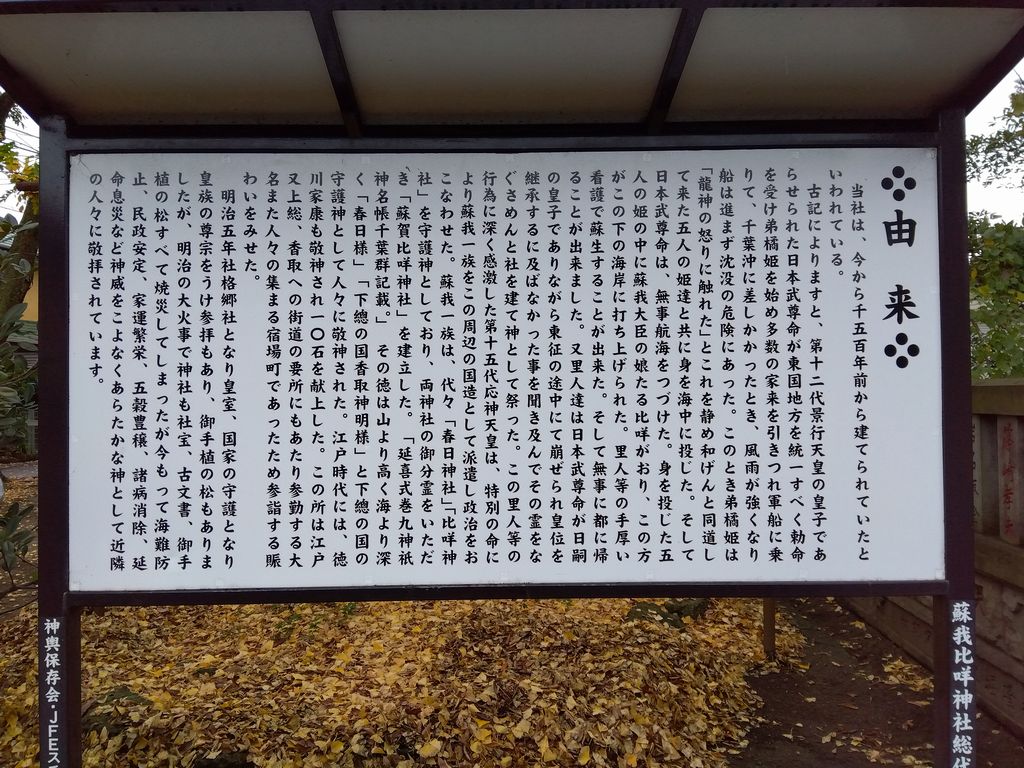 由来
当社は、今から千五百年前から建てられていたと
いわれている。
古記によりますと、第十二代景行天皇の皇子であ
らせられた日本武尊命が東国地方を統一すべく勅命
を受け弟橘姫を始め多数の家来を引きつれ軍船に乗
りて、千葉沖に差しかかったとき、風雨が強くなり
船は進まず沈没の危険にあった。このとき弟橘姫は
「龍神の怒りに触れた」とこれを静め和げんと同道し
て来た五人の姫達と共に身を海中に投じた。そして
日本武尊命は、無事航海をつづけた。身を投じた五
人の姫の中に蘇我大臣の娘たる比咩がおり、この方
がこの下の海岸に打ち上げられた。里人等の手厚い
看護で蘇生することが出来た。そして無事に都に帰
ることが出来ました。又里人達は日本武尊命が日嗣
の皇子でありながら東征の途中にて崩ぜられ皇位を
継承するに及ばなかった事を聞き及んでその霊をな
ぐさめんと社を建て神として祭った。この里人等の
行為に深く感激した第十五代応神天皇は、特別の命に
より蘇我一族をこの周辺の国造として派遣し政治をお
こなわせた。蘇我一族は、代々「春日神社」「比咩神
社」を守護神としており、両神社の御分霊をいただ
き「蘇賀比咩神社」を建立した。「延喜式巻九神祇
神名帳千葉群記載。」その徳は山より高く海より深
く「春日様」「下總の国香取神明様」と下總の国の
守護神として人々に敬神された。江戸時代には、徳
川家康も敬神され一〇石を献上した。この所は江戸
又上総、香取への街道の要所にもあたり参勤する大
名また人々の集まる宿場町であったため参詣する賑
わいをみせた。
明治五年社格郷社となり皇室、国家の守護となり
皇族の尊宗をうけ参拝もあり、御手植の松もありま
したが、明治の大火事で神社も社宝、古文書、御手
植の松すべて焼災してしまったが今もって海難防
止、民政安定、家運繁栄、五穀豊穣、諸病消除、延
命息災など神威をこよなくあらたかな神として近隣
の人々に敬拝されています。
蘇我比咩神社総代
神輿保存会・JFEス